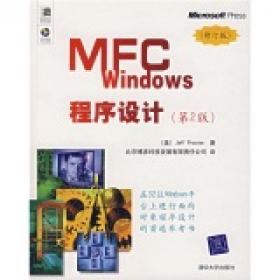 Microsoft Press
(修订版)
MFC
Windows
程序设计(第2版)
[美] Jeff Prosise 著
北京博彦科技发展有限责任公司 译
在32位Windows平
台上进行面向
对象程序设计
的首选参考书
清华大学出版社